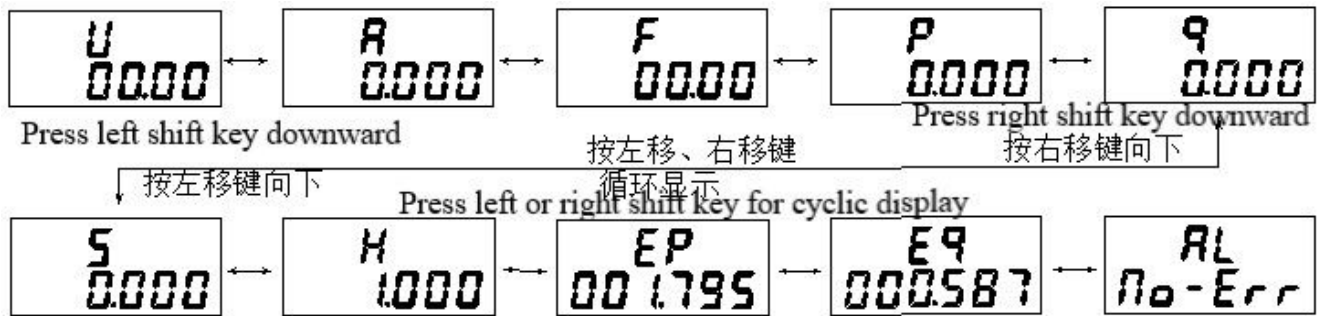 U A F P q
00.00 0.000 00.00 0.000 0.000
Press right shift key downward
Press left shift key downward
按左移、右移键 按右移键向下
按左移键向下 循环显示
Press left or right shift key for cyclic display
S H EP Eq AL
0.000 1.000 001.795 000.587 no-Err